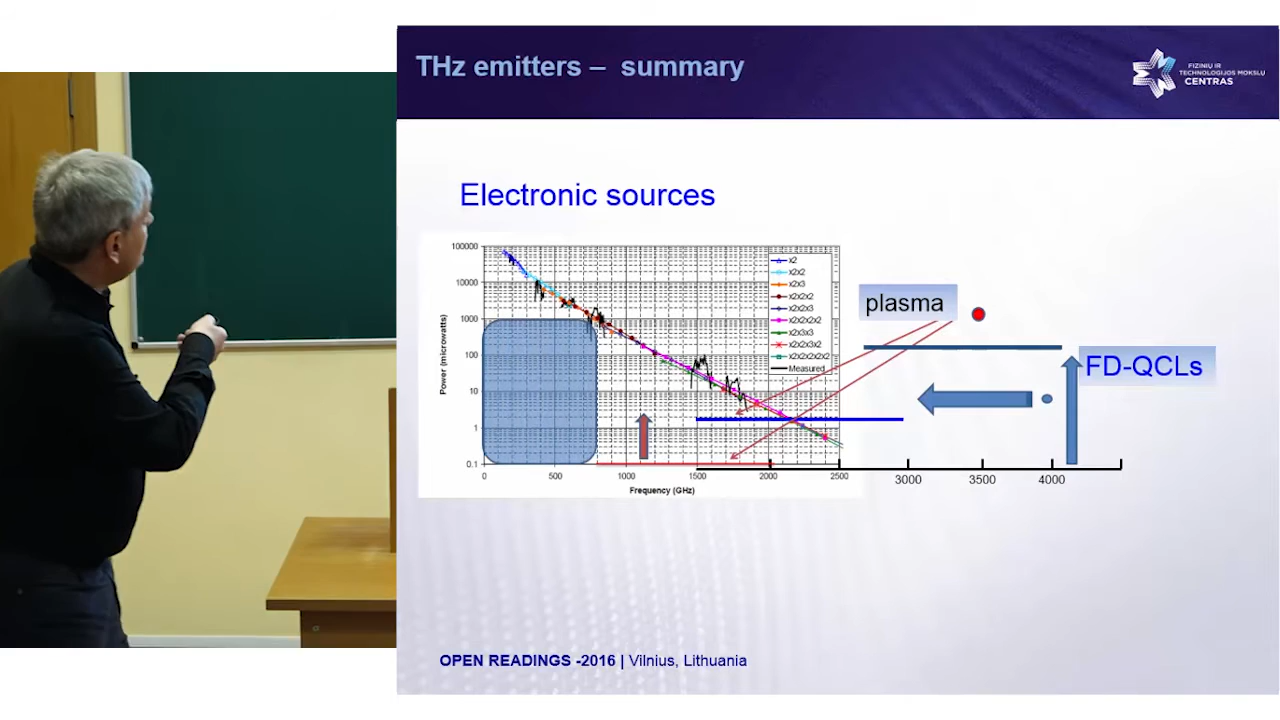 THz emitters – summary
FIZINIŲ IR
TECHNOLOGIJOS MOKSLŲ
CENTRAS
Electronic sources
100000
10000
1000
100
10
1
0.1
Power (microwatts)
0
500
1000
1500
2000
2500
3000
3500
4000
Frequency (GHz)
x2
x2x2
x2x3
x2x2x2
x2x2x3
x2x2x2x2
x2x3x3
x2x2x3x2
x2x2x2x2x2
Measured
plasma
FD-QCLs
OPEN READINGS -2016 | Vilnius, Lithuania